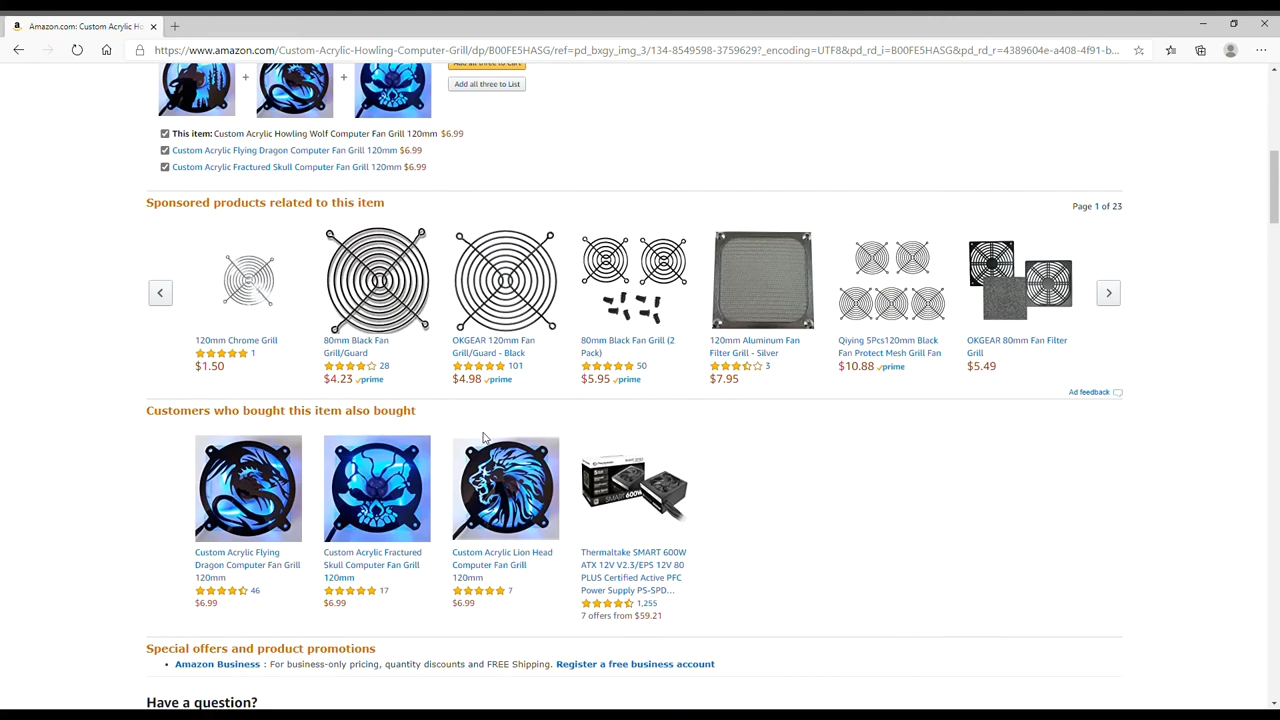 Amazon.com: Custom Acrylic Ho
https://www.amazon.com/Custom-Acrylic-Howling-Computer-Grill/dp/B00FE5HASG/ref=pd_bxgy_img_3/134-8549598-3759629?_encoding=UTF8&pd_rd_i=B00FE5HASG&pd_rd_r=4389604e-a408-4f91-b...
Add all three to Cart
+ +
Add all three to List
This item: Custom Acrylic Howling Wolf Computer Fan Grill 120mm $6.99
Custom Acrylic Flying Dragon Computer Fan Grill 120mm $6.99
Custom Acrylic Fractured Skull Computer Fan Grill 120mm $6.99
Sponsored products related to this item
Page 1 of 23
120mm Chrome Grill
1
$1.50
80mm Black Fan
Grill/Guard
28
$4.23 prime
OKGEAR 120mm Fan
Grill/Guard - Black
101
$4.98 prime
80mm Black Fan Grill (2
Pack)
50
$5.95 prime
120mm Aluminum Fan
Filter Grill - Silver
3
$7.95
Qiying 5Pcs120mm Black
Fan Protect Mesh Grill Fan
$10.88 prime
OKGEAR 80mm Fan Filter
Grill
$5.49
Ad feedback
Customers who bought this item also bought
Custom Acrylic Flying
Dragon Computer Fan Grill
120mm
46
$6.99
Custom Acrylic Fractured
Skull Computer Fan Grill
120mm
17
$6.99
Custom Acrylic Lion Head
Computer Fan Grill
120mm
7
$6.99
Thermaltake SMART 600W
ATX 12V V2.3/EPS 12V 80
PLUS Certified Active PFC
Power Supply PS-SPD...
1,255
7 offers from $59.21
Special offers and product promotions
• Amazon Business : For business-only pricing, quantity discounts and FREE Shipping. Register a free business account
Have a question?